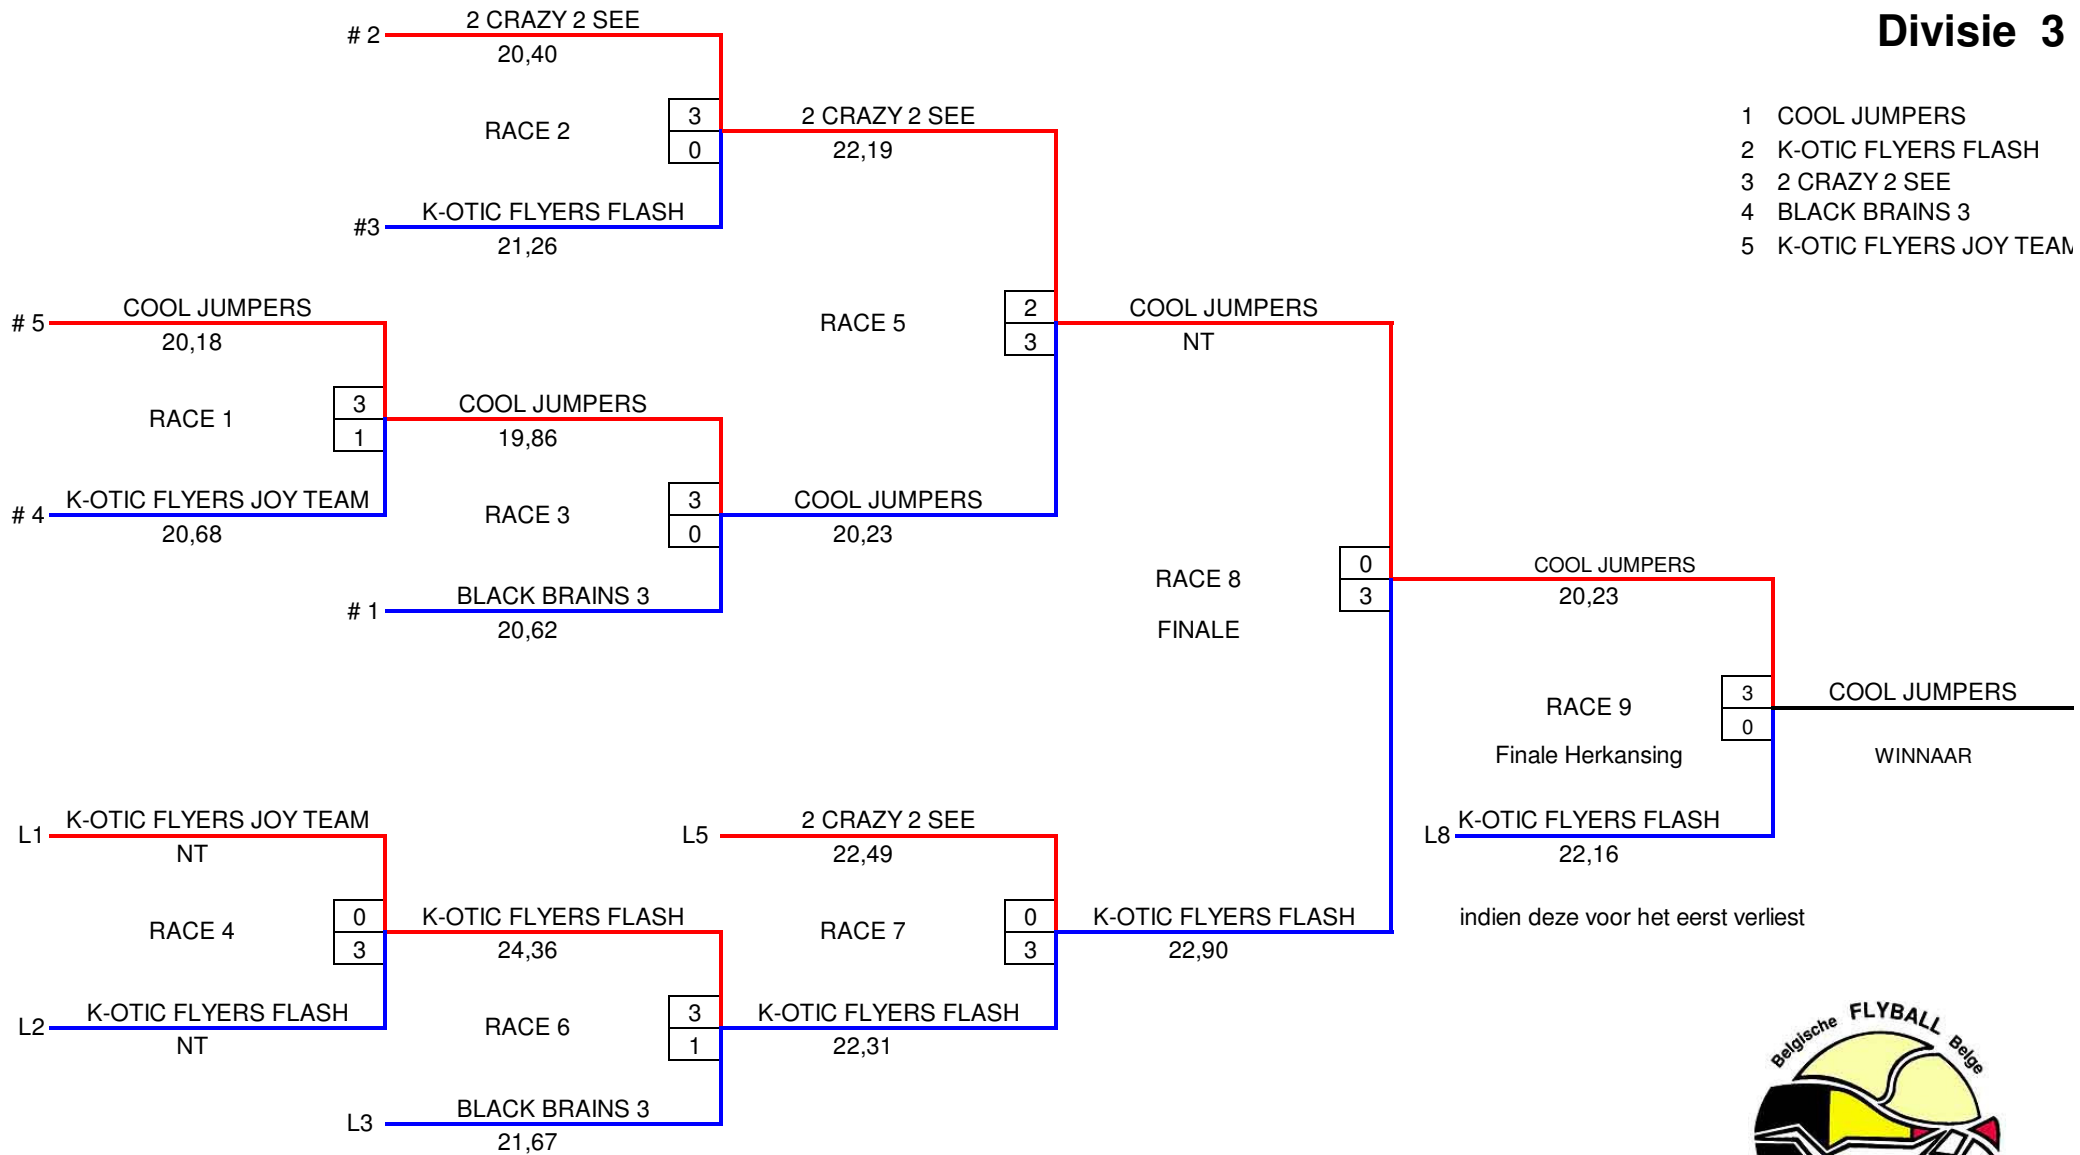 Divisie 3
1 COOL JUMPERS
2 K-OTIC FLYERS FLASH
3 2 CRAZY 2 SEE
4 BLACK BRAINS 3
5 K-OTIC FLYERS JOY TEAM
# 2 2 CRAZY 2 SEE
20,40
RACE 2
3
0
#3 K-OTIC FLYERS FLASH
21,26
2 CRAZY 2 SEE
22,19
# 5 COOL JUMPERS
20,18
RACE 1
3
1
# 4 K-OTIC FLYERS JOY TEAM
20,68
COOL JUMPERS
19,86
RACE 3
3
0
# 1 BLACK BRAINS 3
20,62
COOL JUMPERS
20,23
RACE 5
2
3
COOL JUMPERS
NT
RACE 8
0
3
FINALE
COOL JUMPERS
20,23
RACE 9
3
0
Finale Herkansing
COOL JUMPERS
WINNAAR
L8 K-OTIC FLYERS FLASH
22,16
indien deze voor het eerst verliest
L1 K-OTIC FLYERS JOY TEAM
NT
RACE 4
0
3
L2 K-OTIC FLYERS FLASH
NT
K-OTIC FLYERS FLASH
24,36
RACE 6
3
1
L3 BLACK BRAINS 3
21,67
L5 2 CRAZY 2 SEE
22,49
RACE 7
0
3
K-OTIC FLYERS FLASH
22,31
K-OTIC FLYERS FLASH
22,90
Belgische FLYBALL Belge